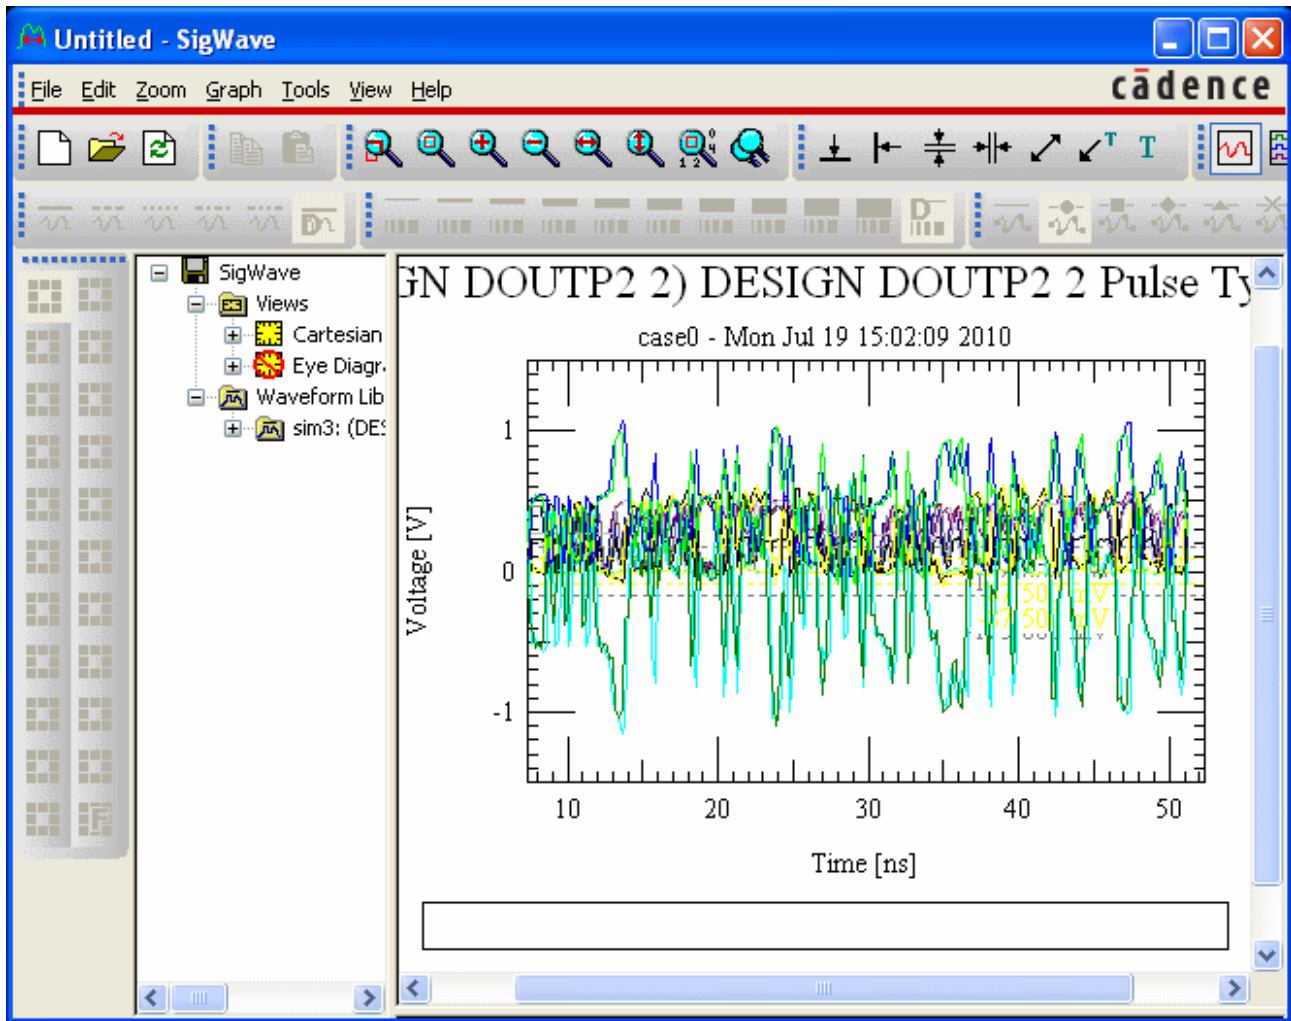 Untitled - SigWave
File Edit Zoom Graph Tools View Help
cādence
SigWave
Views
Cartesian
Eye Diagr
Waveform Lib
sim3: (DES
GN DOUTP2 2) DESIGN DOUTP2 2 Pulse Ty
case0 - Mon Jul 19 15:02:09 2010
Voltage [V]
1
0
-1
10 20 30 40 50
Time [ns]